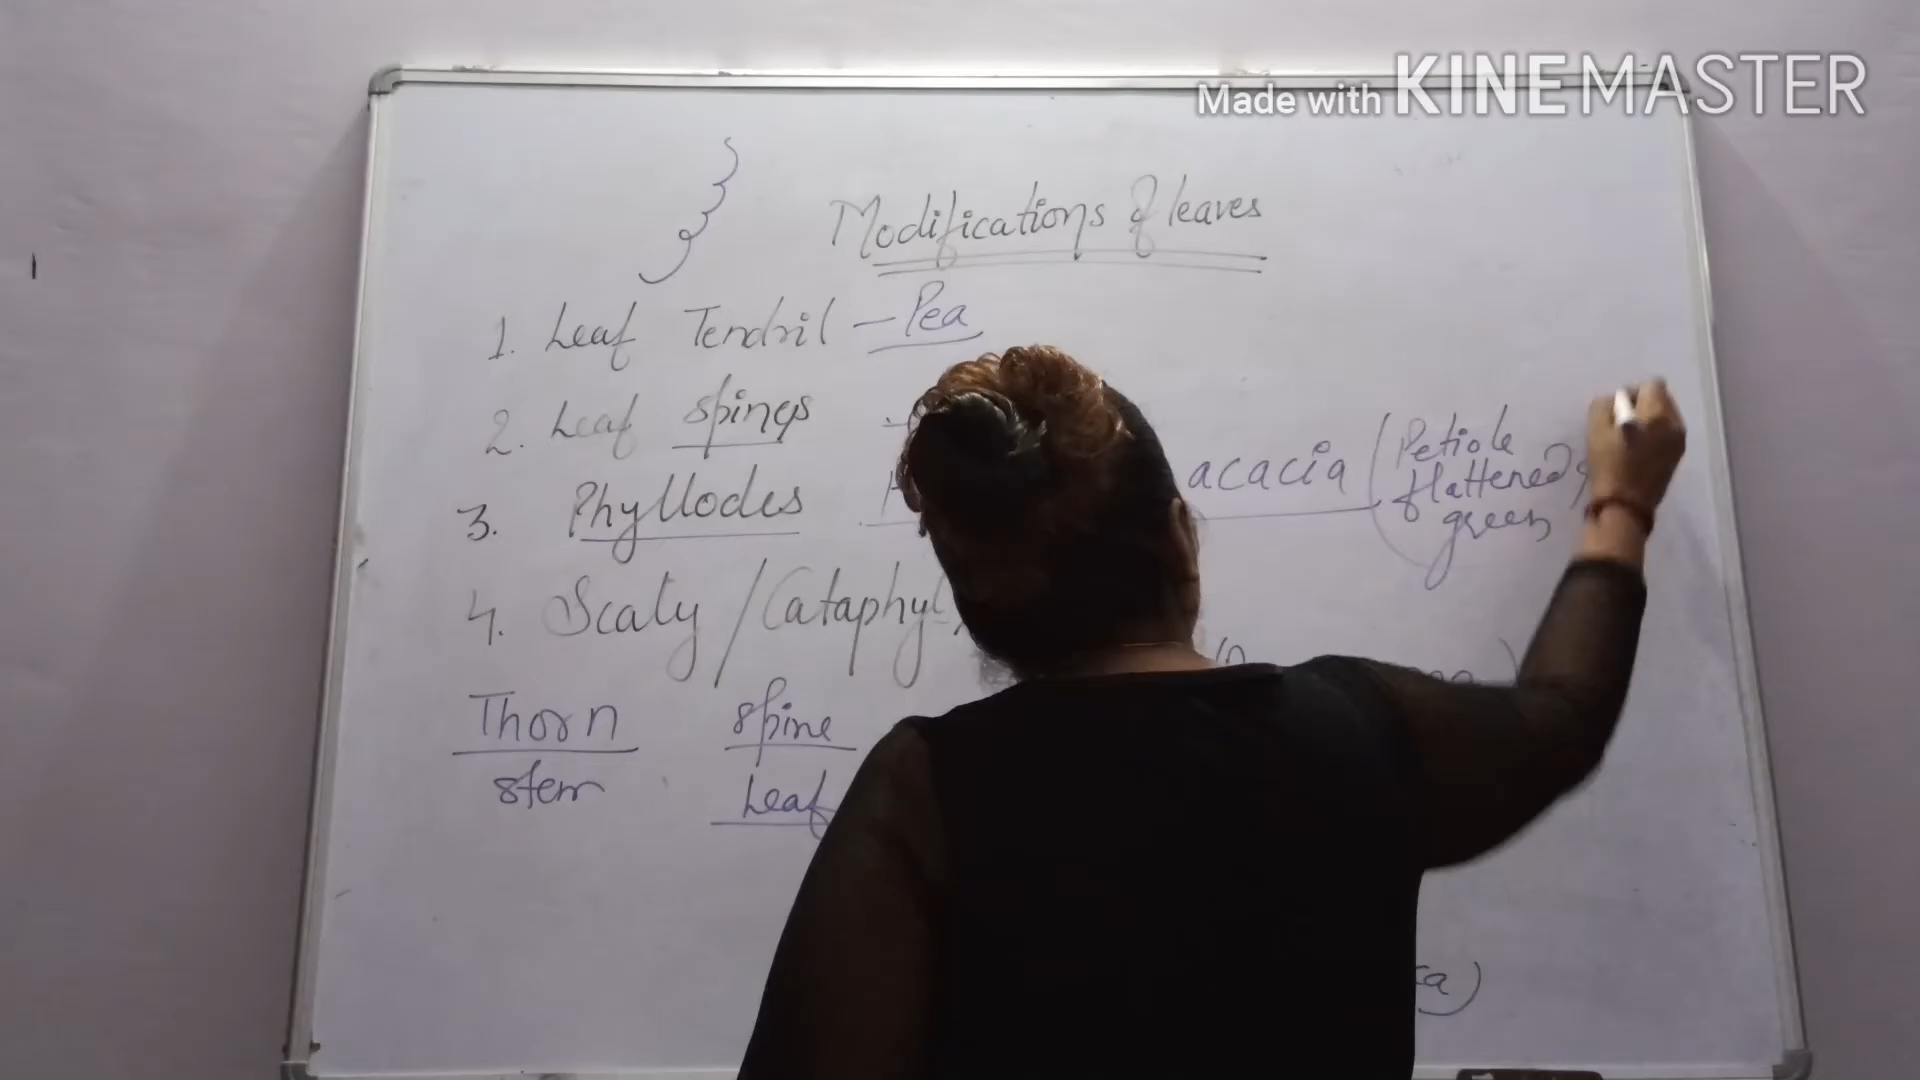 Made with KINEMASTER
Modifications of leaves
1. Leaf Tendril - Pea
2. Leaf spines
3. Phyllodes acacia (Petiole
flattened
green
4. Scaly / Cataphyl
Thorn spine
stem Leaf